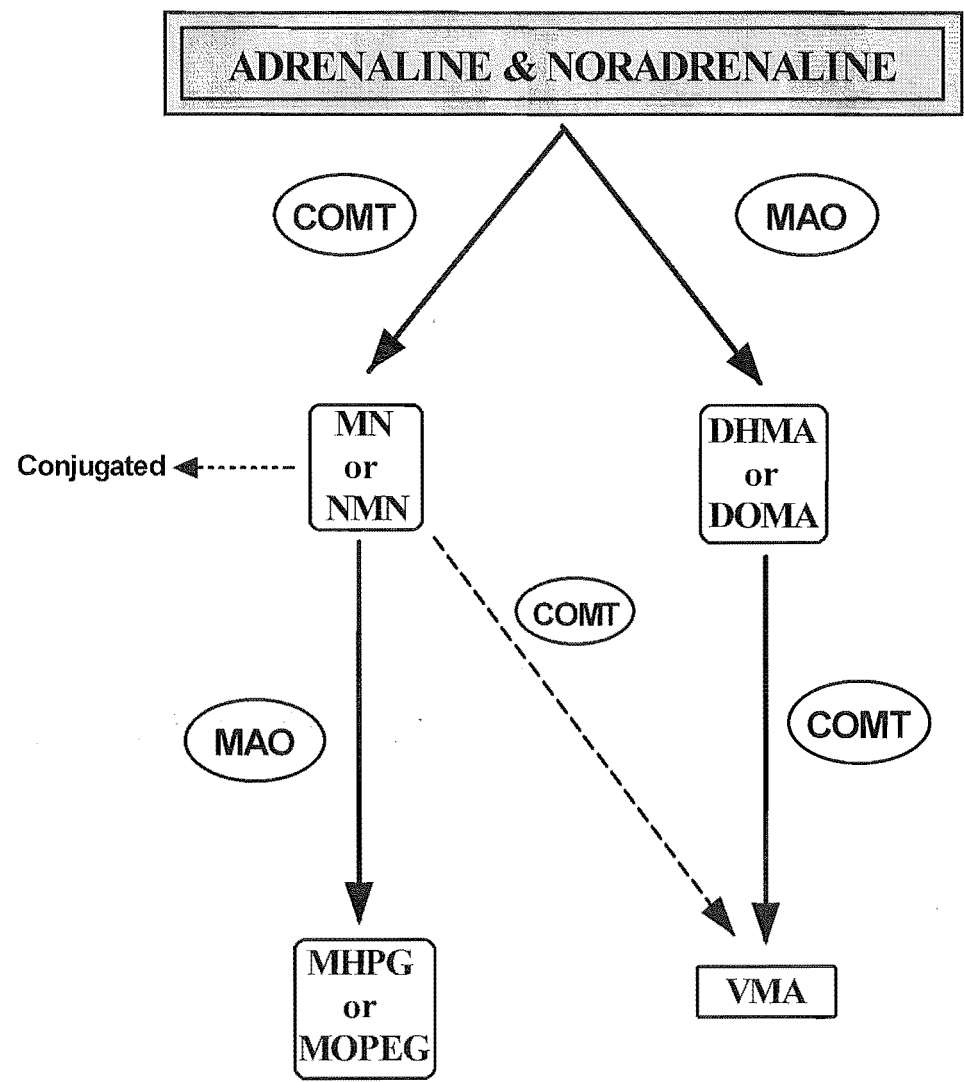 ADRENALINE & NORADRENALINE
COMT
MAO
MN
or
NMN
DHMA
or
DOMA
Conjugated
COMT
MAO
COMT
MHPG
or
MOPEG
VMA